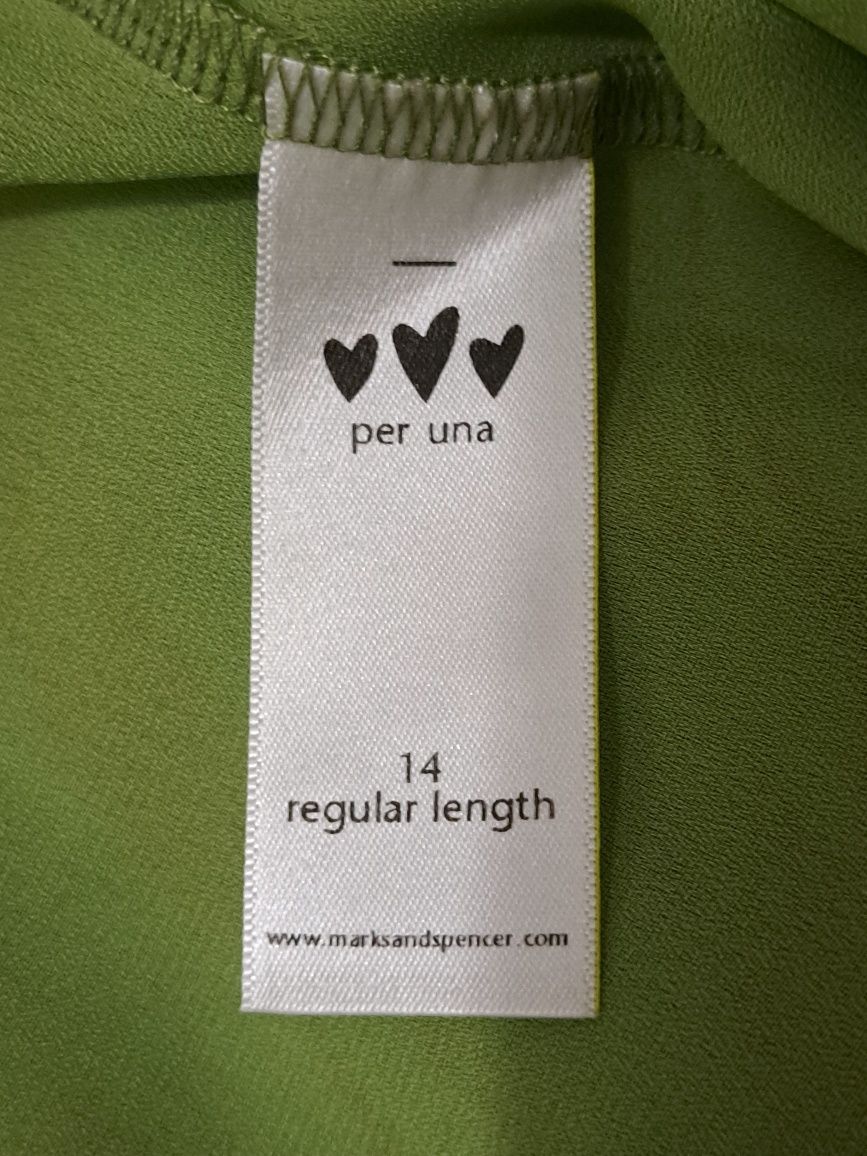 per una
14
regular length
www.marksandspencer.com